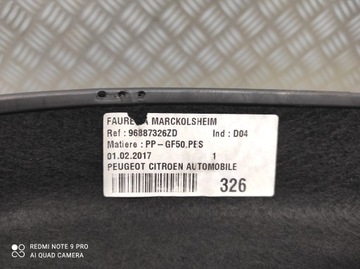 FAURECIA MARCKOLSHEIM
Ref : 96887326ZD Ind : D04
Matiere : PP-GF50.PES
01.02.2017 1
PEUGEOT CITROEN AUTOMOBILE
326
REDMI NOTE 9 PRO
AI QUAD CAMERA